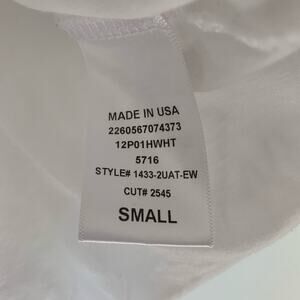 MADE IN USA
2260567074373
12P01HWHT
5716
STYLE# 1433-2UAT-EW
CUT# 2545
SMALL